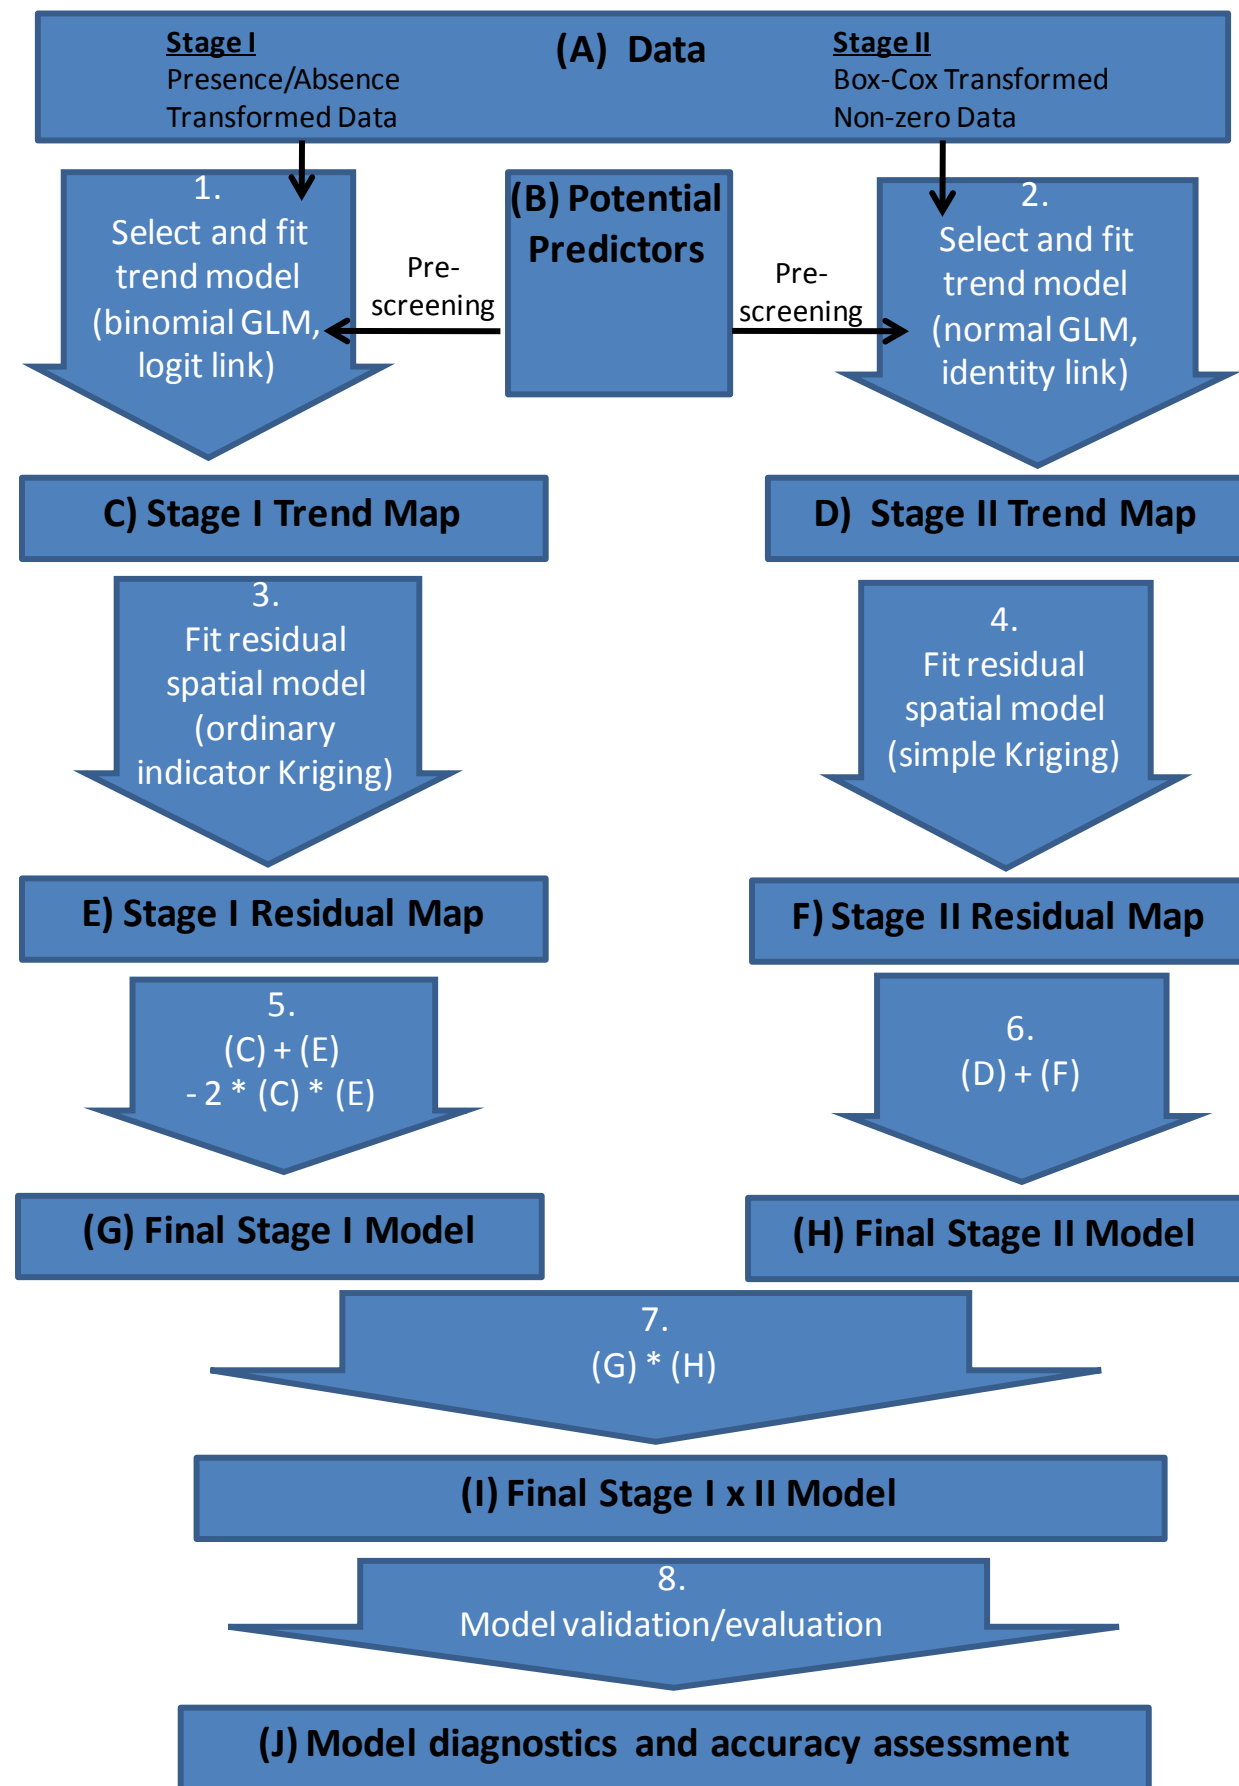 Stage I
Presence/Absence
Transformed Data
(A) Data
Stage II
Box-Cox Transformed
Non-zero Data
1.
Select and fit
trend model
(binomial GLM,
logit link)
Pre-
screening
(B) Potential
Predictors
Pre-
screening
2.
Select and fit
trend model
(normal GLM,
identity link)
C) Stage I Trend Map
D) Stage II Trend Map
3.
Fit residual
spatial model
(ordinary
indicator Kriging)
4.
Fit residual
spatial model
(simple Kriging)
E) Stage I Residual Map
F) Stage II Residual Map
5.
(C) + (E)
- 2 * (C) * (E)
6.
(D) + (F)
(G) Final Stage I Model
(H) Final Stage II Model
7.
(G) * (H)
(I) Final Stage I x II Model
8.
Model validation/evaluation
(J) Model diagnostics and accuracy assessment